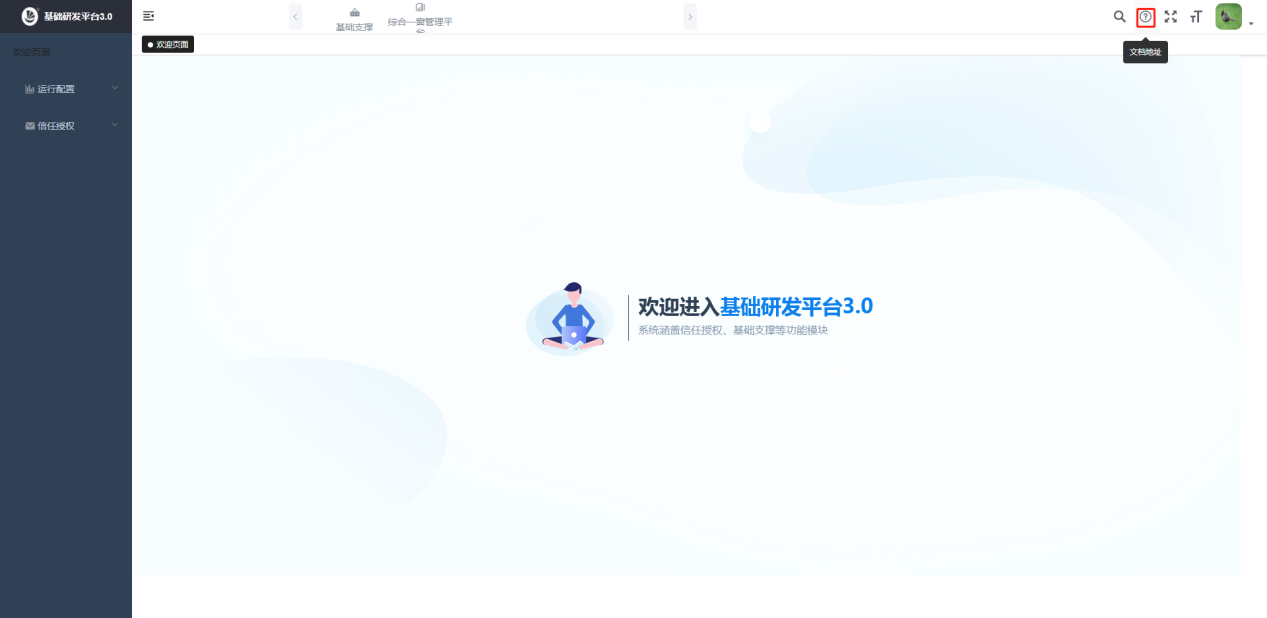 基础研发平台3.0
基础支撑
综合一窗管理平
台
欢迎页面
欢迎页面
文档地址
运行配置
信任授权
欢迎进入基础研发平台3.0
系统涵盖信任授权、基础支撑等功能模块